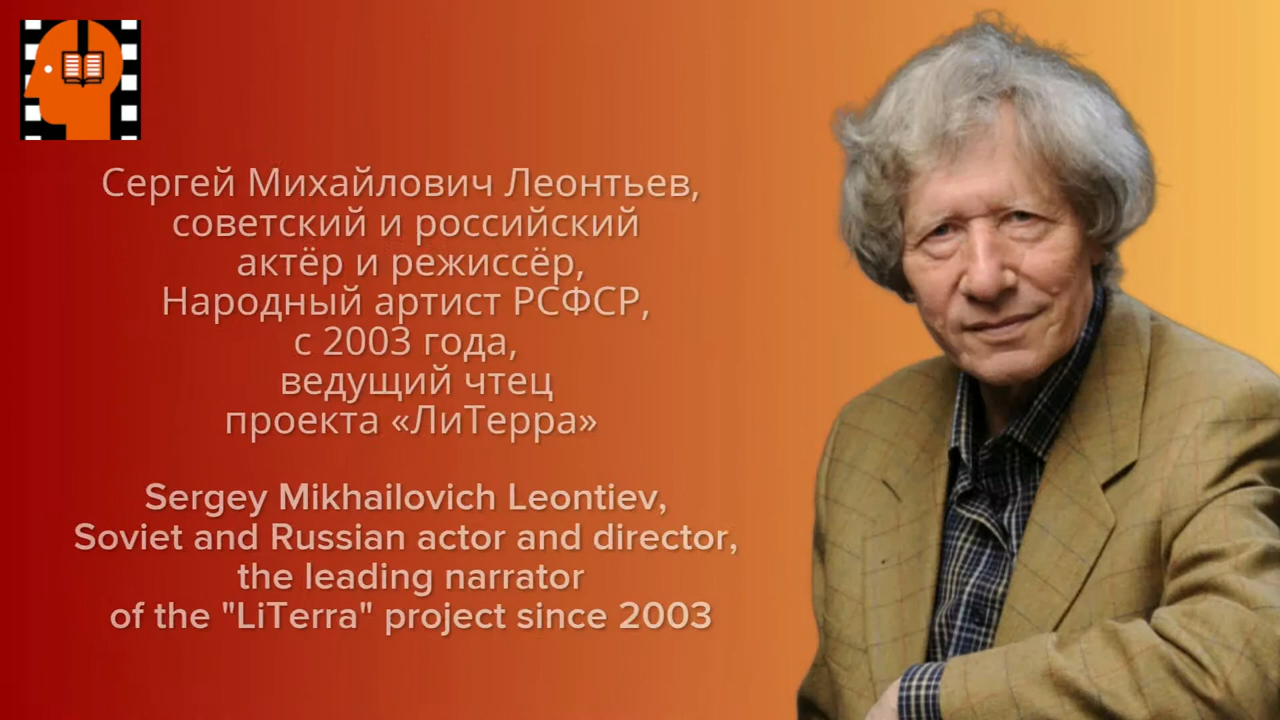 Сергей Михайлович Леонтьев,
советский и российский
актёр и режиссёр,
Народный артист РСФСР,
с 2003 года,
ведущий чтец
проекта «ЛиТерра»
Sergey Mikhailovich Leontiev,
Soviet and Russian actor and director,
the leading narrator
of the "LiTerra" project since 2003